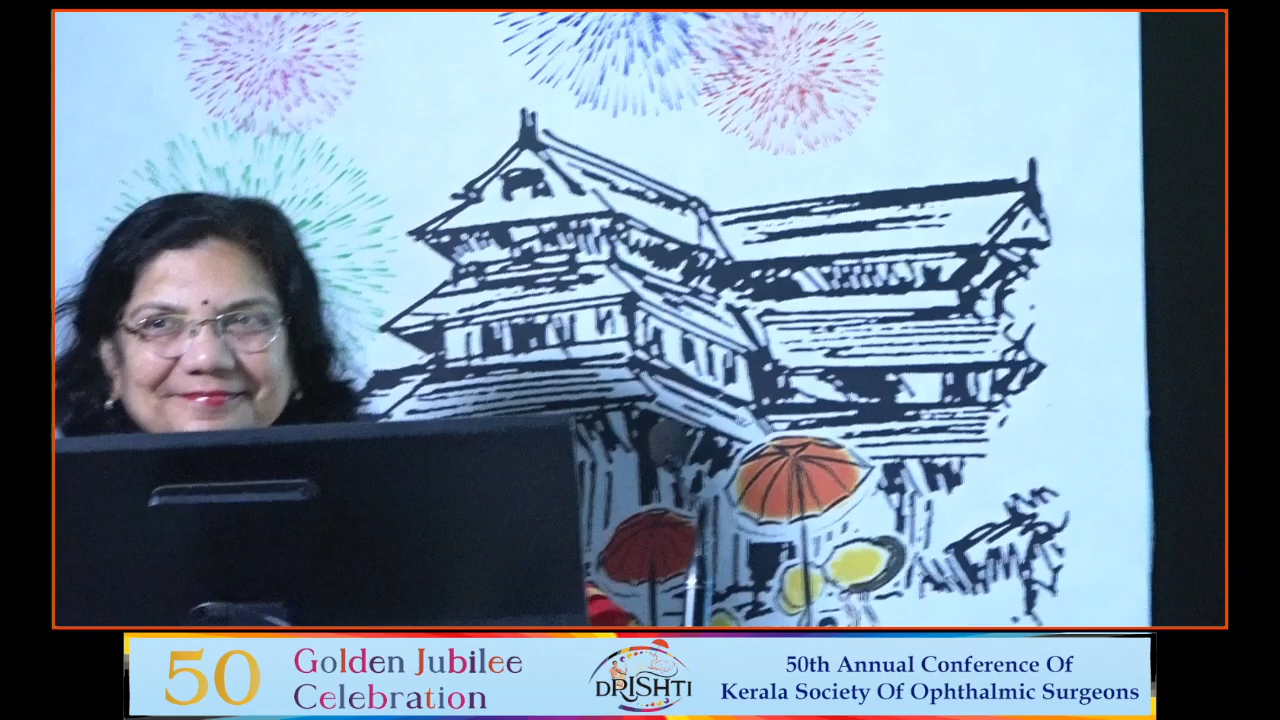 50
Golden Jubilee
Celebration
DRISHTI
50th Annual Conference Of
Kerala Society Of Ophthalmic Surgeons